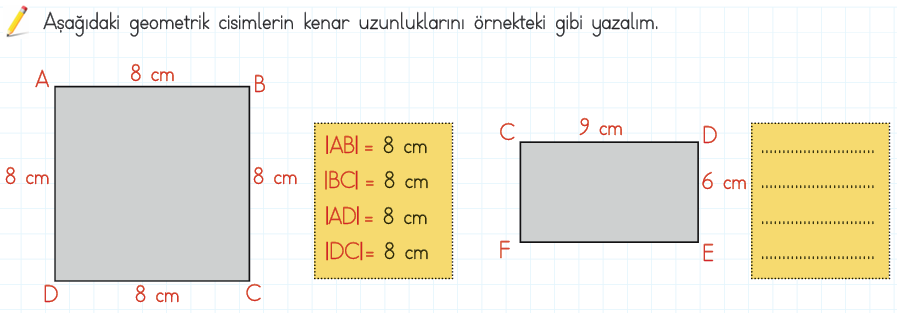 Aşağıdaki geometrik cisimlerin kenar uzunluklarını örnekteki gibi yazalım.
A 8 cm B
8 cm 8 cm
D 8 cm C
|AB| = 8 cm
|BC| = 8 cm
|AD| = 8 cm
|DC| = 8 cm
C 9 cm D
6 cm
F E
...........................
...........................
...........................
...........................